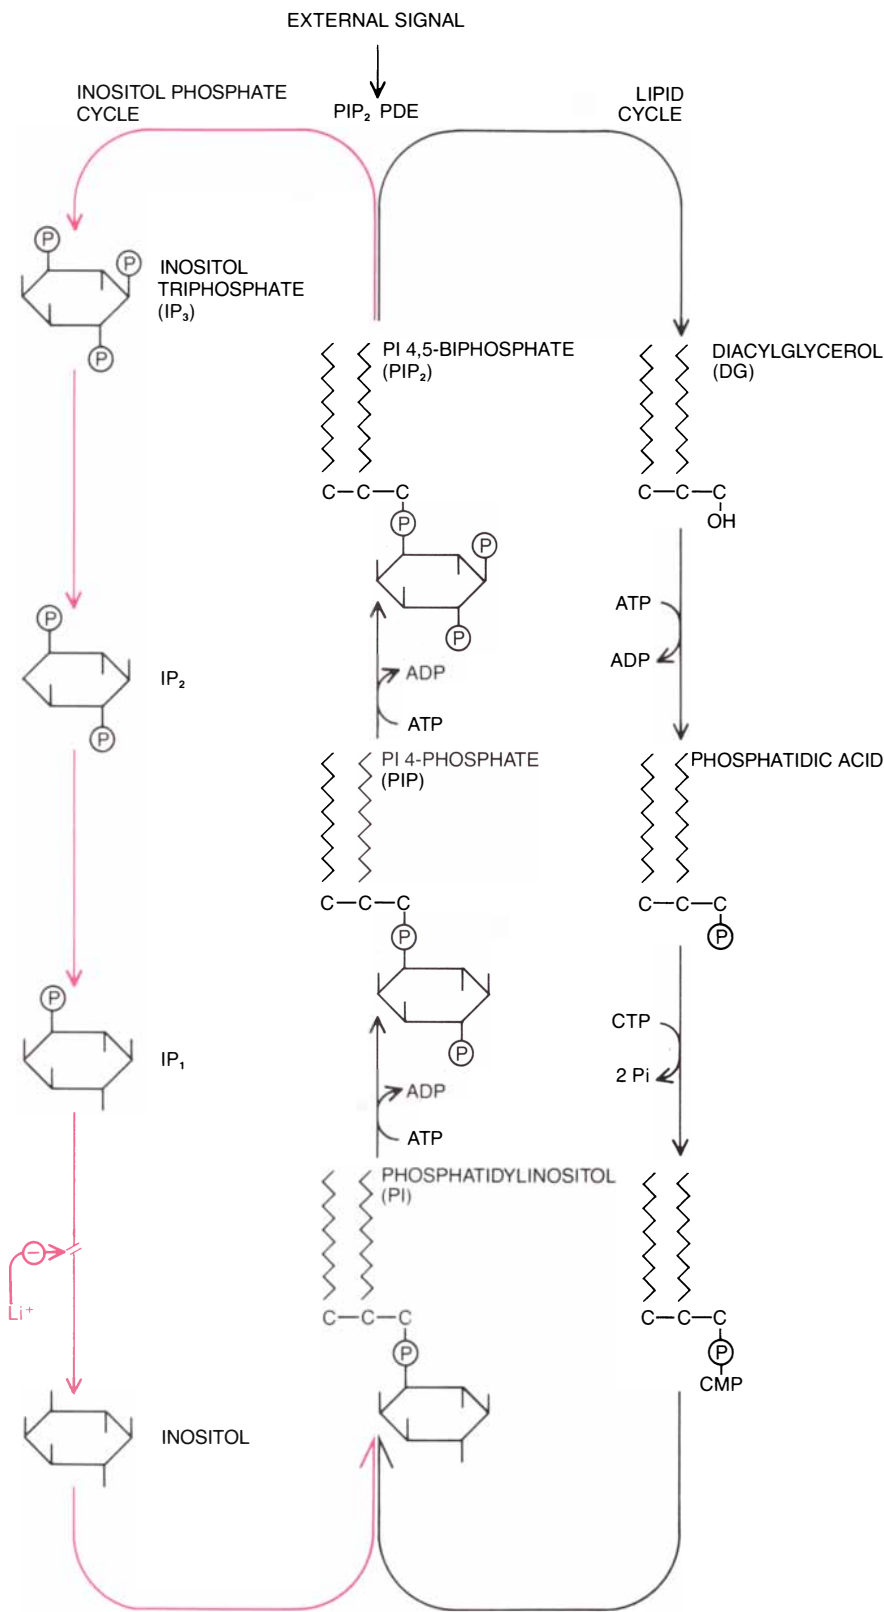 EXTERNAL SIGNAL
INOSITOL PHOSPHATE
CYCLE
PIP₂ PDE
LIPID
CYCLE
P
P
INOSITOL
TRIPHOSPHATE
(IP₃)
P
PI 4,5-BIPHOSPHATE
(PIP₂)
C-C-C
P
P
P
DIACYLGLYCEROL
(DG)
C-C-C
OH
ATP
ADP
P
IP₂
P
ADP
ATP
PI 4-PHOSPHATE
(PIP)
C-C-C
P
P
PHOSPHATIDIC ACID
C-C-C
P
P
IP₁
CTP
2 Pi
ADP
ATP
PHOSPHATIDYLINOSITOL
(PI)
C-C-C
P
−
Li⁺
C-C-C
P
CMP
INOSITOL